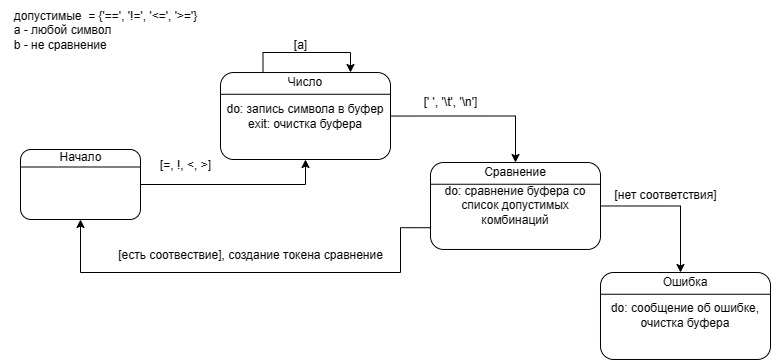 допустимые = {'==', '!=', '<=', '>='}
a - любой символ
b - не сравнение
[a]
Число
do: запись символа в буфер
exit: очистка буфера
[' ', '\t', '\n']
Начало
[=, !, <, >]
Сравнение
do: сравнение буфера со
список допустимых
комбинаций
[нет соответствия]
[есть соотвествие], создание токена сравнение
Ошибка
do: сообщение об ошибке,
очистка буфера